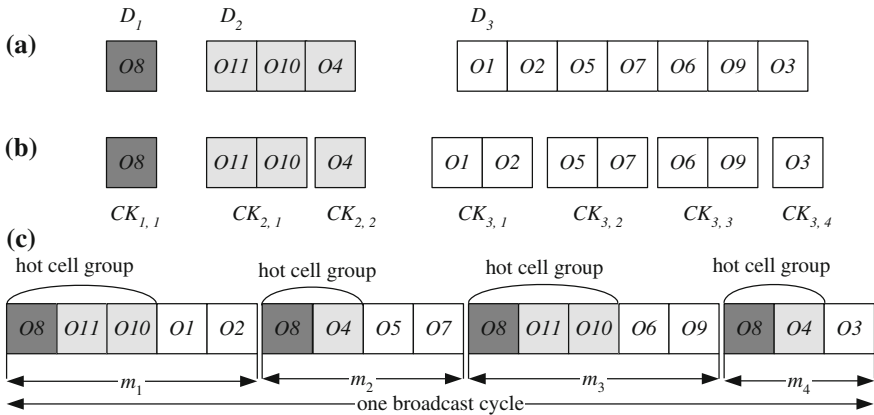 D1 D2 D3
(a) O8 O11 O10 O4 O1 O2 O5 O7 O6 O9 O3
(b) O8 O11 O10 O4 O1 O2 O5 O7 O6 O9 O3
CK1, 1 CK2, 1 CK2, 2 CK3, 1 CK3, 2 CK3, 3 CK3, 4
(c)
hot cell group hot cell group hot cell group hot cell group
O8 O11 O10 O1 O2 O8 O4 O5 O7 O8 O11 O10 O6 O9 O8 O4 O3
m1 m2 m3 m4
one broadcast cycle